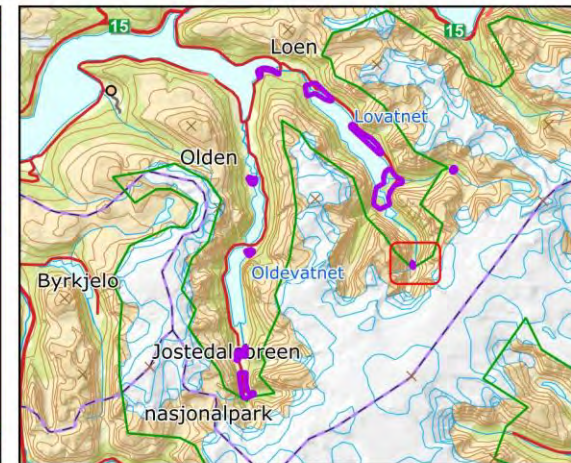 15
15
Loen
Lovatnet
Olden
Oldevatnet
Byrkjelo
Jostedalsbreen
nasjonalpark